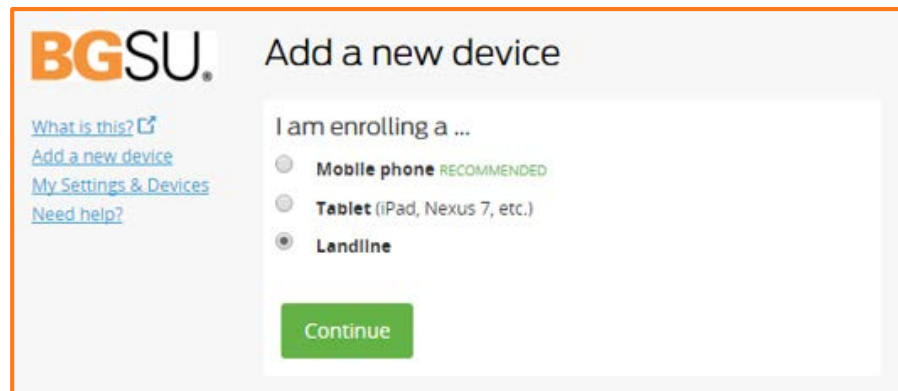 BGSU®
What is this?
Add a new device
My Settings & Devices
Need help?
Add a new device
I am enrolling a ...
Mobile phone RECOMMENDED
Tablet (iPad, Nexus 7, etc.)
Landline
Continue